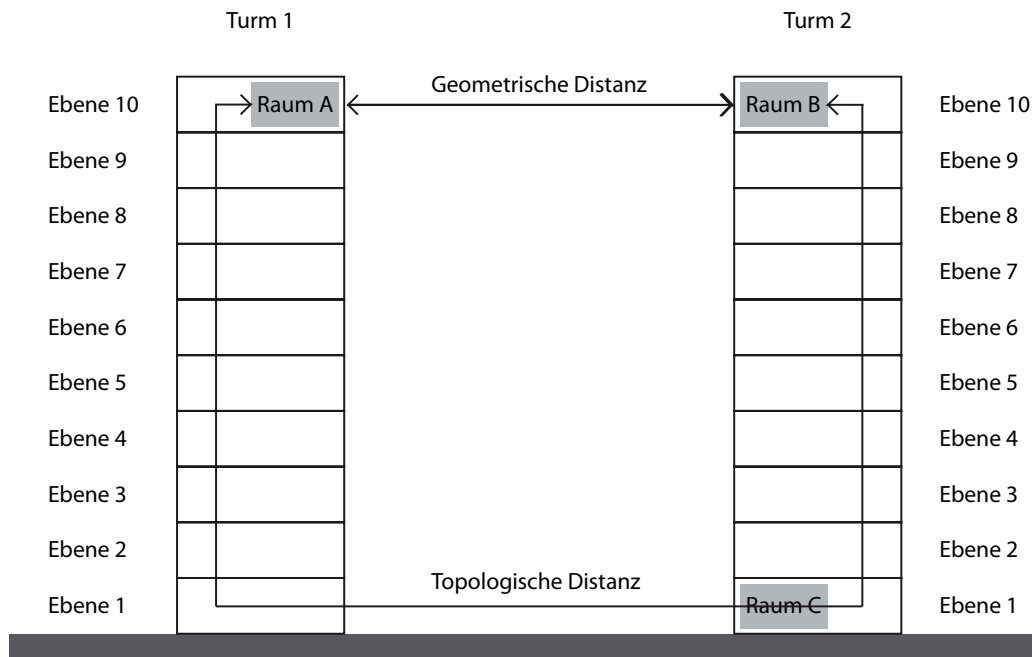 Turm 1
Turm 2
Geometrische Distanz
Ebene 10
Raum A
Raum B
Ebene 10
Ebene 9
Ebene 9
Ebene 8
Ebene 8
Ebene 7
Ebene 7
Ebene 6
Ebene 6
Ebene 5
Ebene 5
Ebene 4
Ebene 4
Ebene 3
Ebene 3
Ebene 2
Ebene 2
Topologische Distanz
Ebene 1
Raum C
Ebene 1